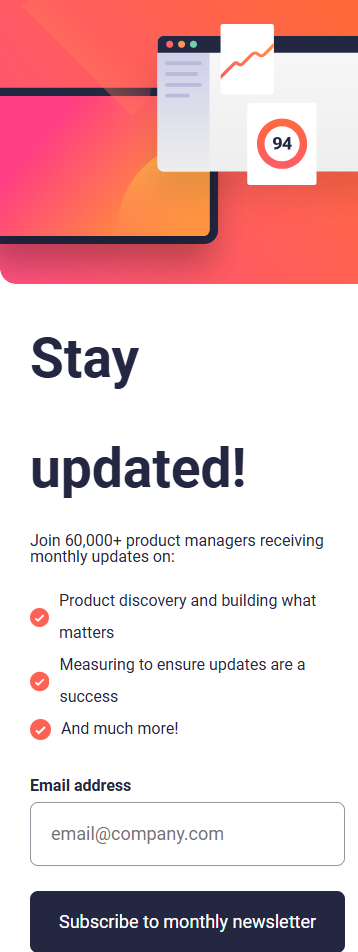 94
Stay
updated!
Join 60,000+ product managers receiving
monthly updates on:
Product discovery and building what
matters
Measuring to ensure updates are a
success
And much more!
Email address
email@company.com
Subscribe to monthly newsletter